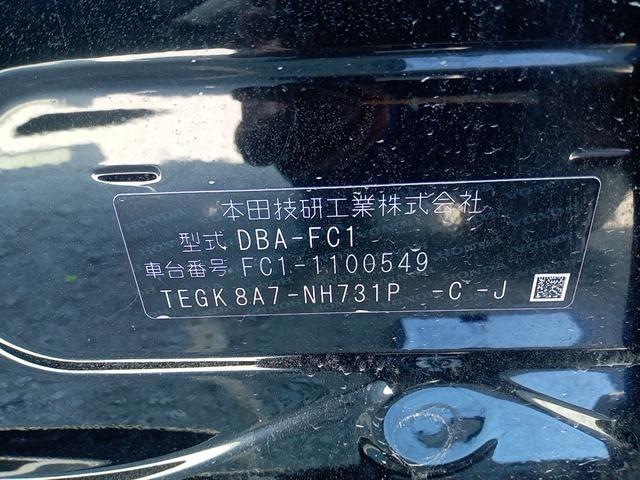 本田技研工業株式会社
型式 DBA-FC1
車台番号 FC1-1100549
TEGK8A7-NH731P -C -J